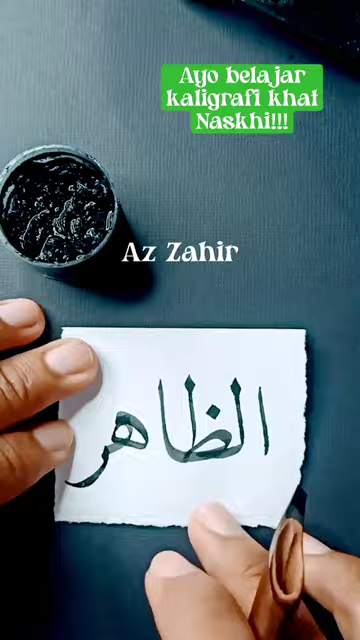 Ayo belajar
kaligrafi khat
Naskhi!!!
Az Zahir
الظاهر